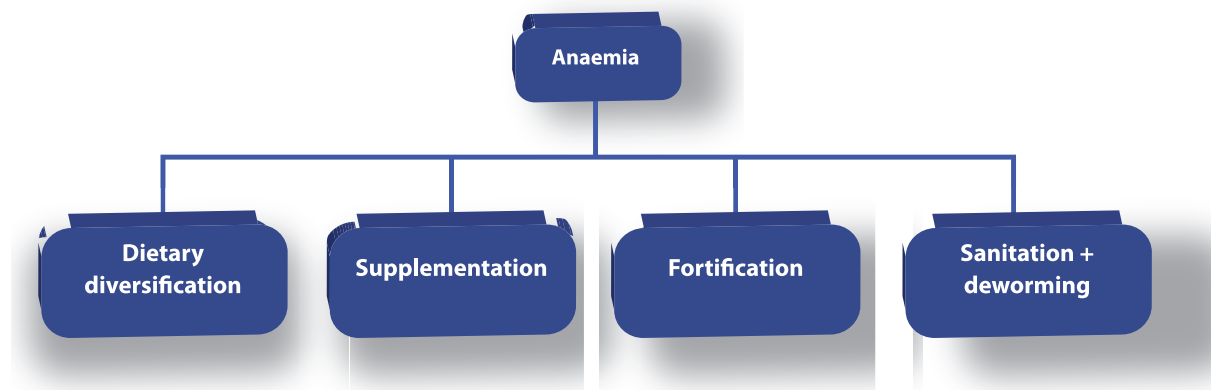 Anaemia
Dietary
diversification
Supplementation
Fortification
Sanitation +
deworming